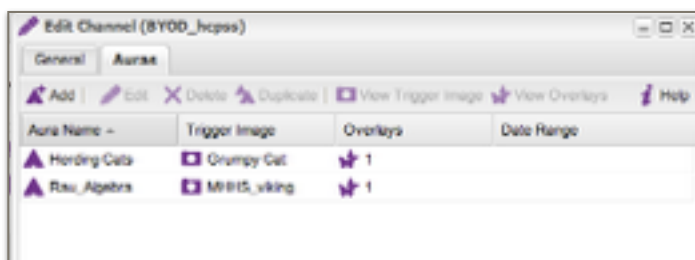 Edit Channel (BYOD_hcpss)
General Auras
Add Edit Delete Duplicate View Trigger Image View Overlays Help
Aura Name Trigger Image Overlays Date Range
Herding Cats Grumpy Cat 1
Rau_Algebra MHHS_viking 1